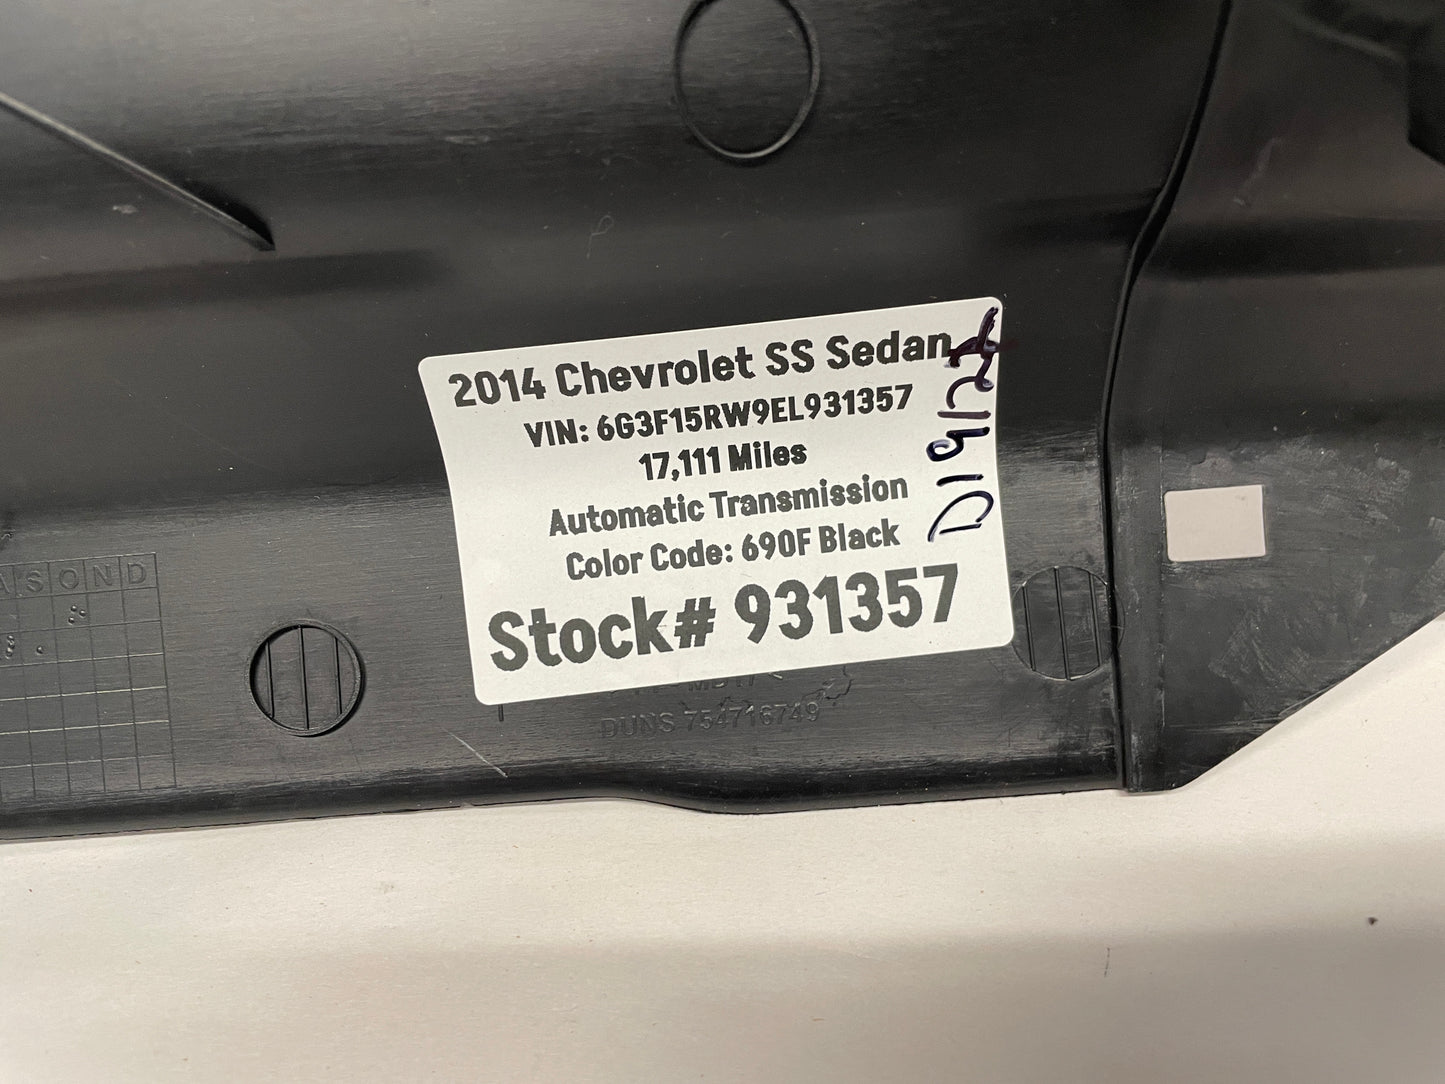 2014 Chevrolet SS Sedan
VIN: 6G3F15RW9EL931357
17,111 Miles
Automatic Transmission
Color Code: 690F Black
Stock# 931357
D19122
A S O N D
DUNS 754716749